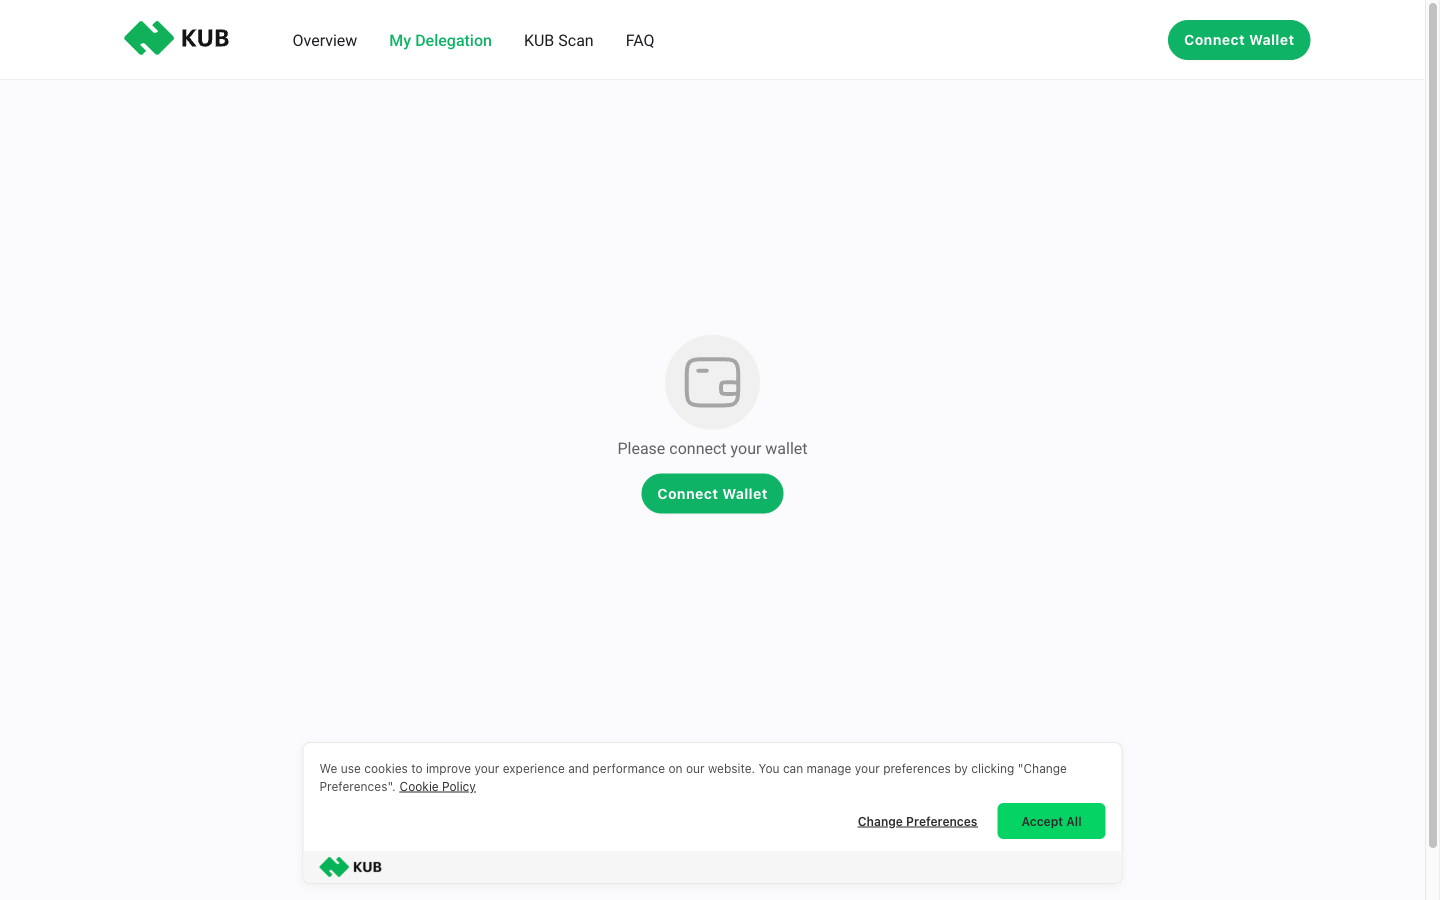 KUB
Overview
My Delegation
KUB Scan
FAQ
Connect Wallet
Please connect your wallet
Connect Wallet
We use cookies to improve your experience and performance on our website. You can manage your preferences by clicking "Change
Preferences". Cookie Policy
Change Preferences
Accept All
KUB